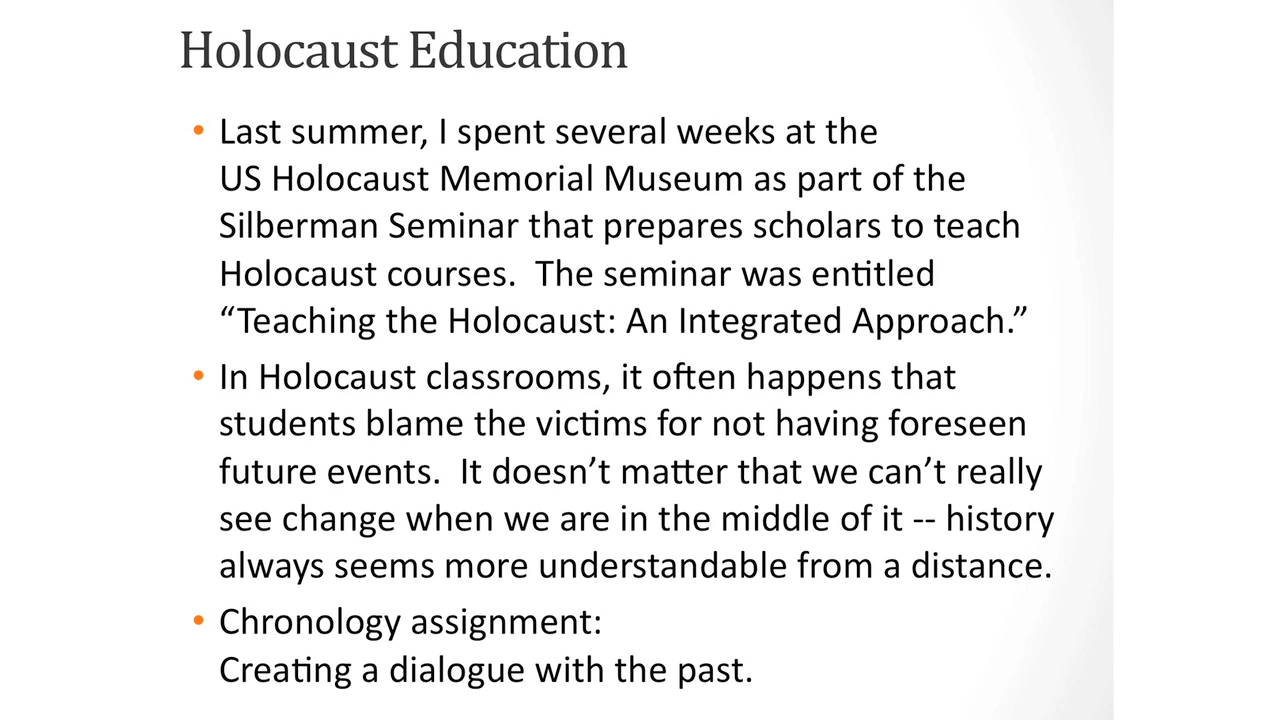 Holocaust Education
• Last summer, I spent several weeks at the
US Holocaust Memorial Museum as part of the
Silberman Seminar that prepares scholars to teach
Holocaust courses.  The seminar was entitled
“Teaching the Holocaust: An Integrated Approach.”
• In Holocaust classrooms, it often happens that
students blame the victims for not having foreseen
future events.  It doesn’t matter that we can’t really
see change when we are in the middle of it -- history
always seems more understandable from a distance.
• Chronology assignment:
Creating a dialogue with the past.